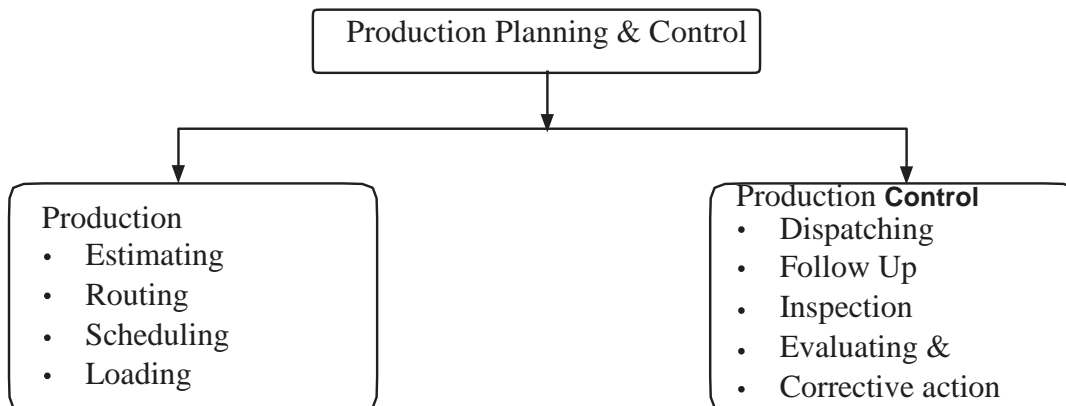 Production Planning & Control
Production
• Estimating
• Routing
• Scheduling
• Loading
Production Control
• Dispatching
• Follow Up
• Inspection
• Evaluating &
• Corrective action